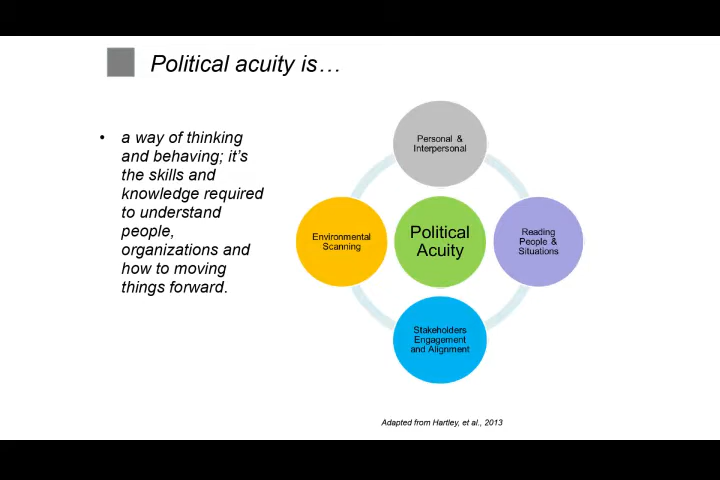 Political acuity is…
• a way of thinking
and behaving; it’s
the skills and
knowledge required
to understand
people,
organizations and
how to moving
things forward.
Personal &
Interpersonal
Environmental
Scanning
Political
Acuity
Reading
People &
Situations
Stakeholders
Engagement
and Alignment
Adapted from Hartley, et al., 2013